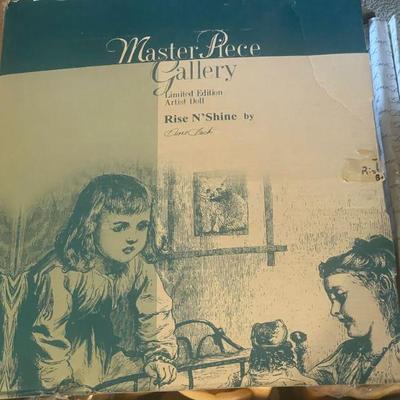 Master Piece
Gallery
Limited Edition
Artist Doll
Rise N'Shine by